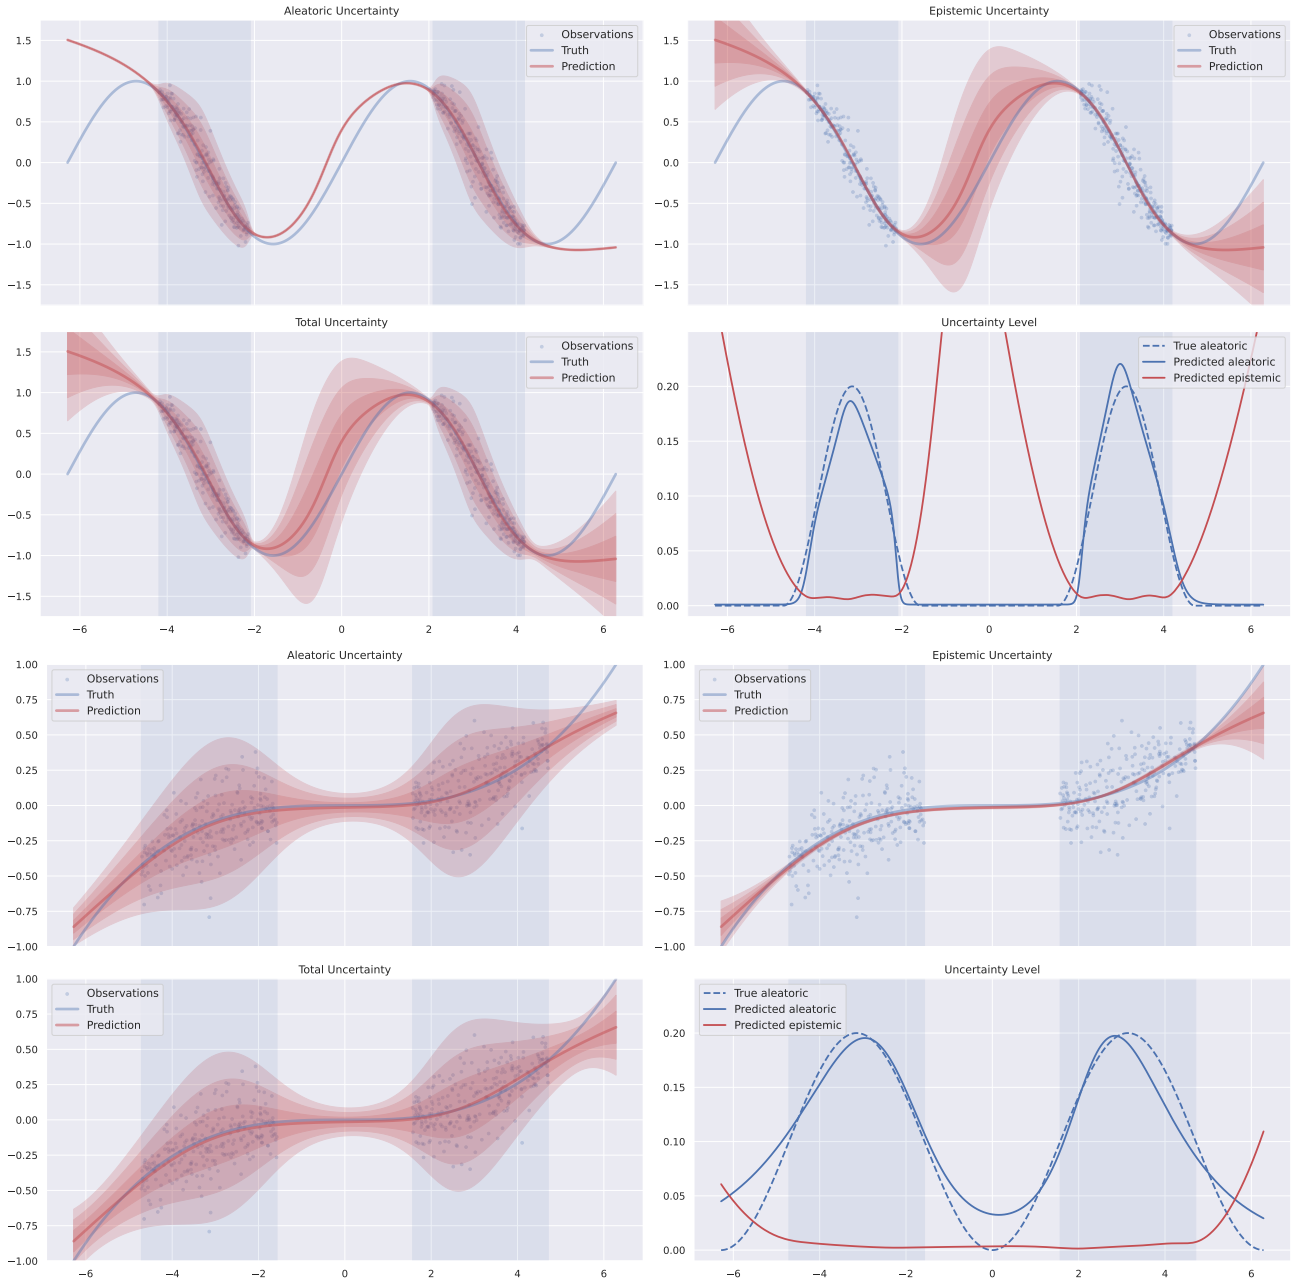 Aleatoric Uncertainty
Observations
Truth
Prediction
1.5
1.0
0.5
0.0
−0.5
−1.0
−1.5
Epistemic Uncertainty
Observations
Truth
Prediction
1.5
1.0
0.5
0.0
−0.5
−1.0
−1.5
Total Uncertainty
Observations
Truth
Prediction
1.5
1.0
0.5
0.0
−0.5
−1.0
−1.5
−6 −4 −2 0 2 4 6
Uncertainty Level
True aleatoric
Predicted aleatoric
Predicted epistemic
0.20
0.15
0.10
0.05
0.00
−6 −4 −2 0 2 4 6
Aleatoric Uncertainty
Observations
Truth
Prediction
1.00
0.75
0.50
0.25
0.00
−0.25
−0.50
−0.75
−1.00
Epistemic Uncertainty
Observations
Truth
Prediction
1.00
0.75
0.50
0.25
0.00
−0.25
−0.50
−0.75
−1.00
Total Uncertainty
Observations
Truth
Prediction
1.00
0.75
0.50
0.25
0.00
−0.25
−0.50
−0.75
−1.00
−6 −4 −2 0 2 4 6
Uncertainty Level
True aleatoric
Predicted aleatoric
Predicted epistemic
0.20
0.15
0.10
0.05
0.00
−6 −4 −2 0 2 4 6